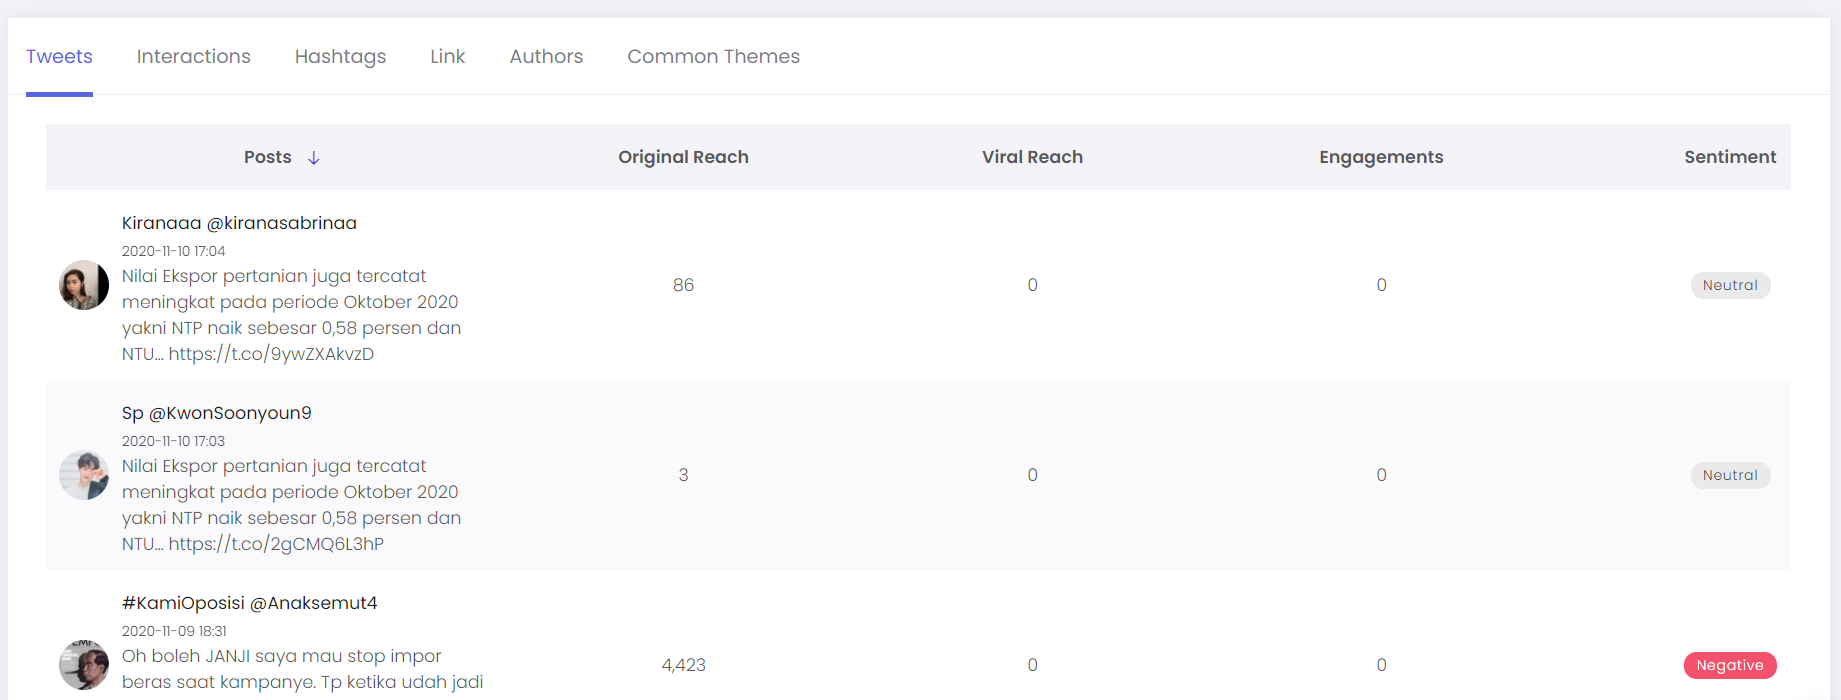 Tweets Interactions Hashtags Link Authors Common Themes
Posts ↓ Original Reach Viral Reach Engagements Sentiment
Kiranaaa @kiranasabrinaa
2020-11-10 17:04
Nilai Ekspor pertanian juga tercatat
meningkat pada periode Oktober 2020
yakni NTP naik sebesar 0,58 persen dan
NTU... https://t.co/9ywZXAkvzD
86 0 0 Neutral
Sp @KwonSoonyoun9
2020-11-10 17:03
Nilai Ekspor pertanian juga tercatat
meningkat pada periode Oktober 2020
yakni NTP naik sebesar 0,58 persen dan
NTU... https://t.co/2gCMQ6L3hP
3 0 0 Neutral
#KamiOposisi @Anaksemut4
2020-11-09 18:31
Oh boleh JANJI saya mau stop impor
beras saat kampanye. Tp ketika udah jadi
4,423 0 0 Negative